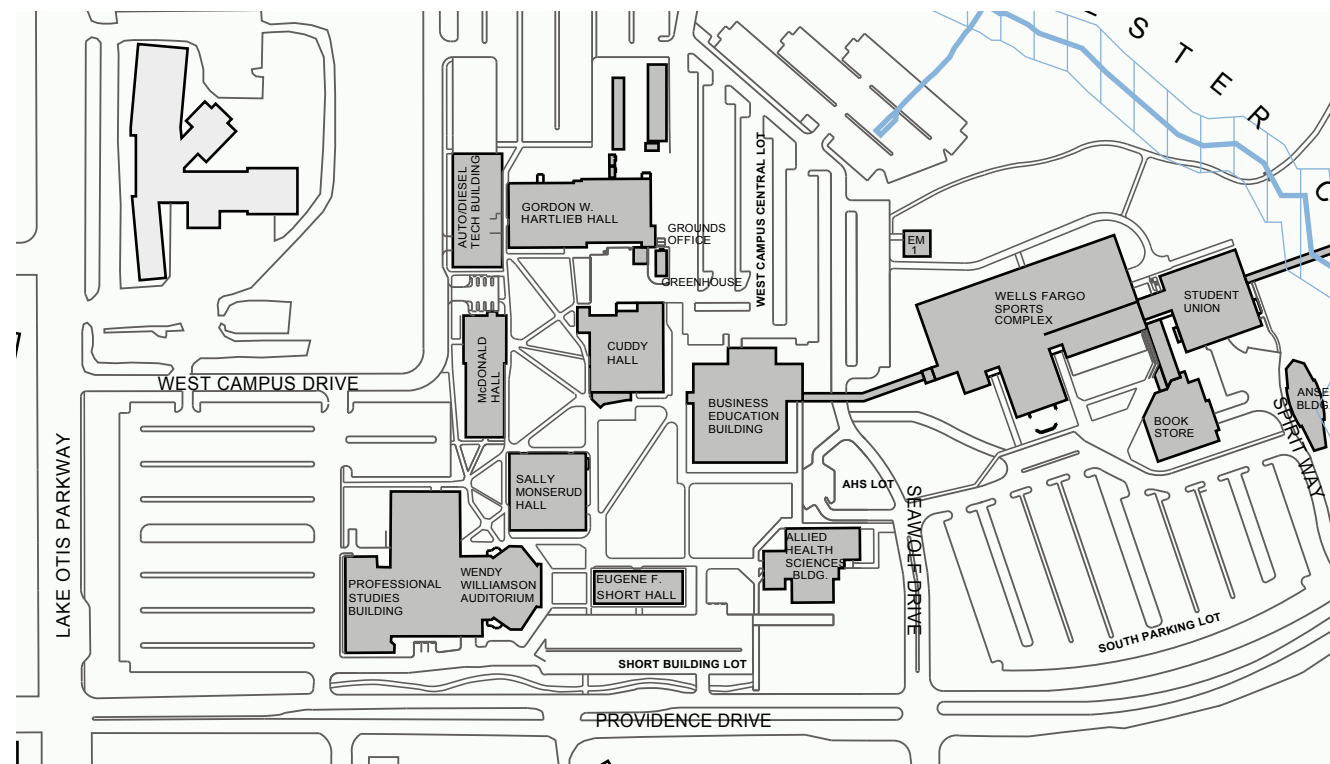 E
S
T
E
R
C
AUTO/DIESEL
TECH BUILDING
GORDON W.
HARTLIEB HALL
GROUNDS
OFFICE
GREENHOUSE
WEST CAMPUS CENTRAL LOT
EM
1
WELLS FARGO
SPORTS
COMPLEX
STUDENT
UNION
McDONALD
HALL
CUDDY
HALL
WEST CAMPUS DRIVE
BUSINESS
EDUCATION
BUILDING
BOOK
STORE
ANSE
BLDG
SPIRIT WAY
LAKE OTIS PARKWAY
SALLY
MONSERUD
HALL
AHS LOT
SEAWOLF DRIVE
ALLIED
HEALTH
SCIENCES
BLDG.
PROFESSIONAL
STUDIES
BUILDING
WENDY
WILLIAMSON
AUDITORIUM
EUGENE F.
SHORT HALL
SOUTH PARKING LOT
SHORT BUILDING LOT
PROVIDENCE DRIVE